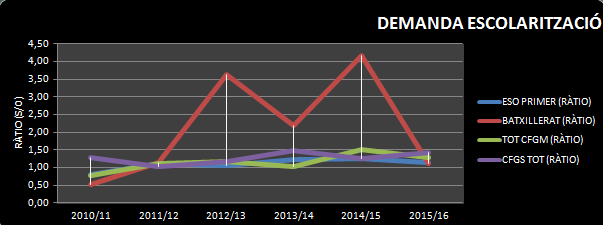 DEMANDA ESCOLARITZACIÓ
4,50
4,00
3,50
3,00
2,50
2,00
1,50
1,00
0,50
0,00
RÀTIO (S/O)
2010/11 2011/12 2012/13 2013/14 2014/15 2015/16
ESO PRIMER (RÀTIO)
BATXILLERAT (RÀTIO)
TOT CFGM (RÀTIO)
CFGS TOT (RÀTIO)